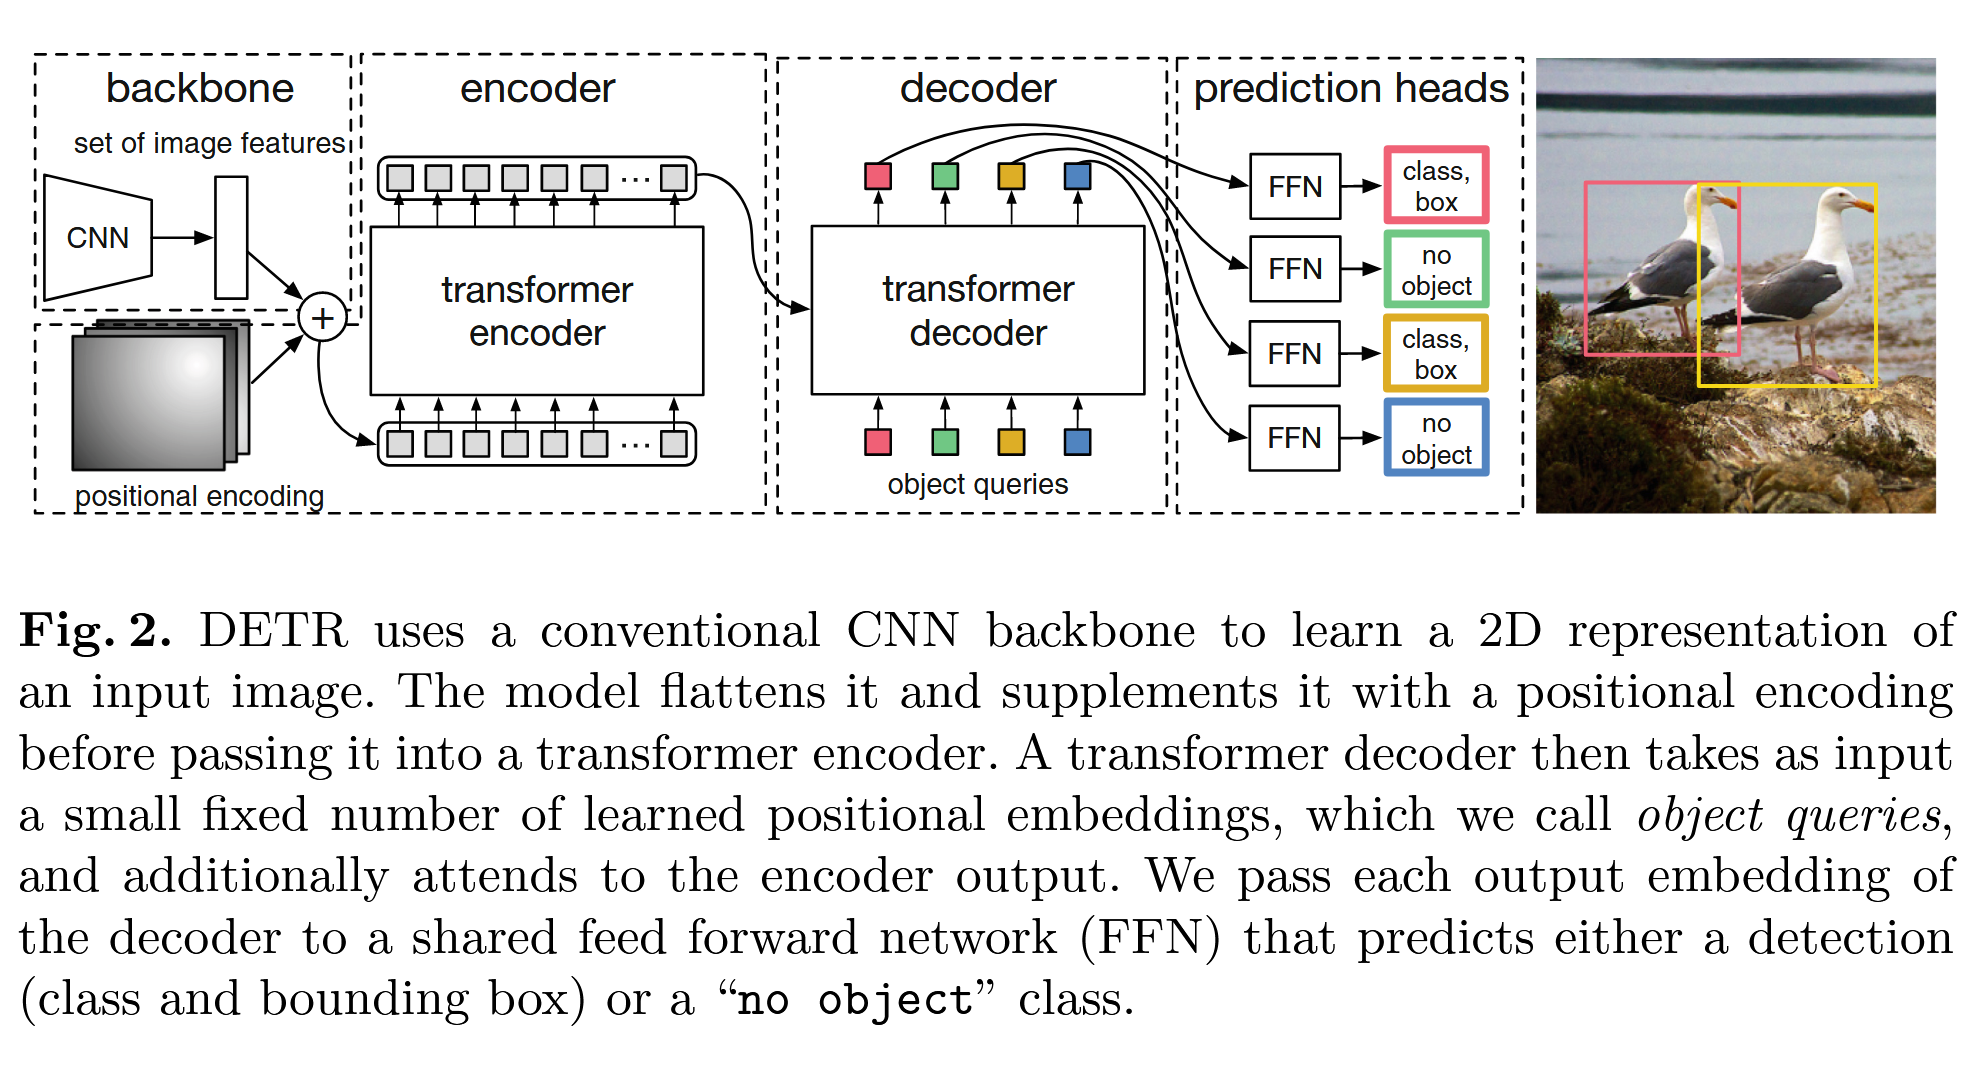 backbone
set of image features
CNN
+
positional encoding
encoder
...
transformer
encoder
...
decoder
transformer
decoder
object queries
prediction heads
FFN
class,
box
FFN
no
object
FFN
class,
box
FFN
no
object
Fig. 2. DETR uses a conventional CNN backbone to learn a 2D representation of
an input image. The model flattens it and supplements it with a positional encoding
before passing it into a transformer encoder. A transformer decoder then takes as input
a small fixed number of learned positional embeddings, which we call object queries,
and additionally attends to the encoder output. We pass each output embedding of
the decoder to a shared feed forward network (FFN) that predicts either a detection
(class and bounding box) or a “no object” class.